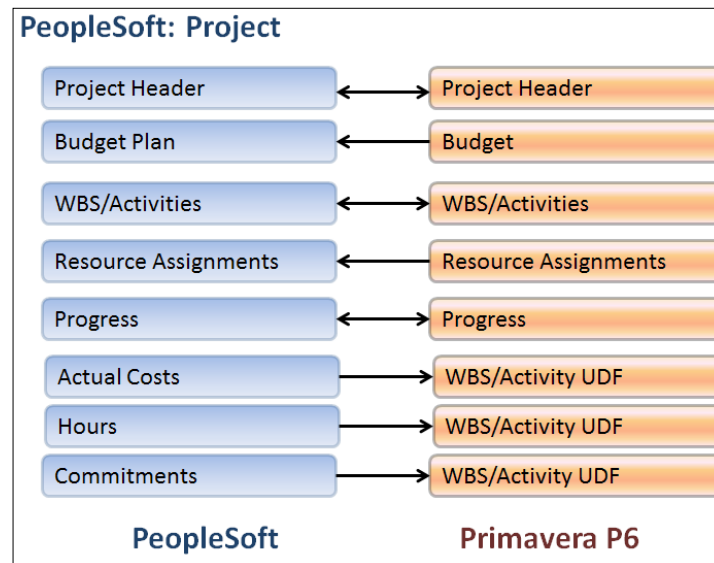 PeopleSoft: Project
Project Header Project Header
Budget Plan Budget
WBS/Activities WBS/Activities
Resource Assignments Resource Assignments
Progress Progress
Actual Costs WBS/Activity UDF
Hours WBS/Activity UDF
Commitments WBS/Activity UDF
PeopleSoft Primavera P6